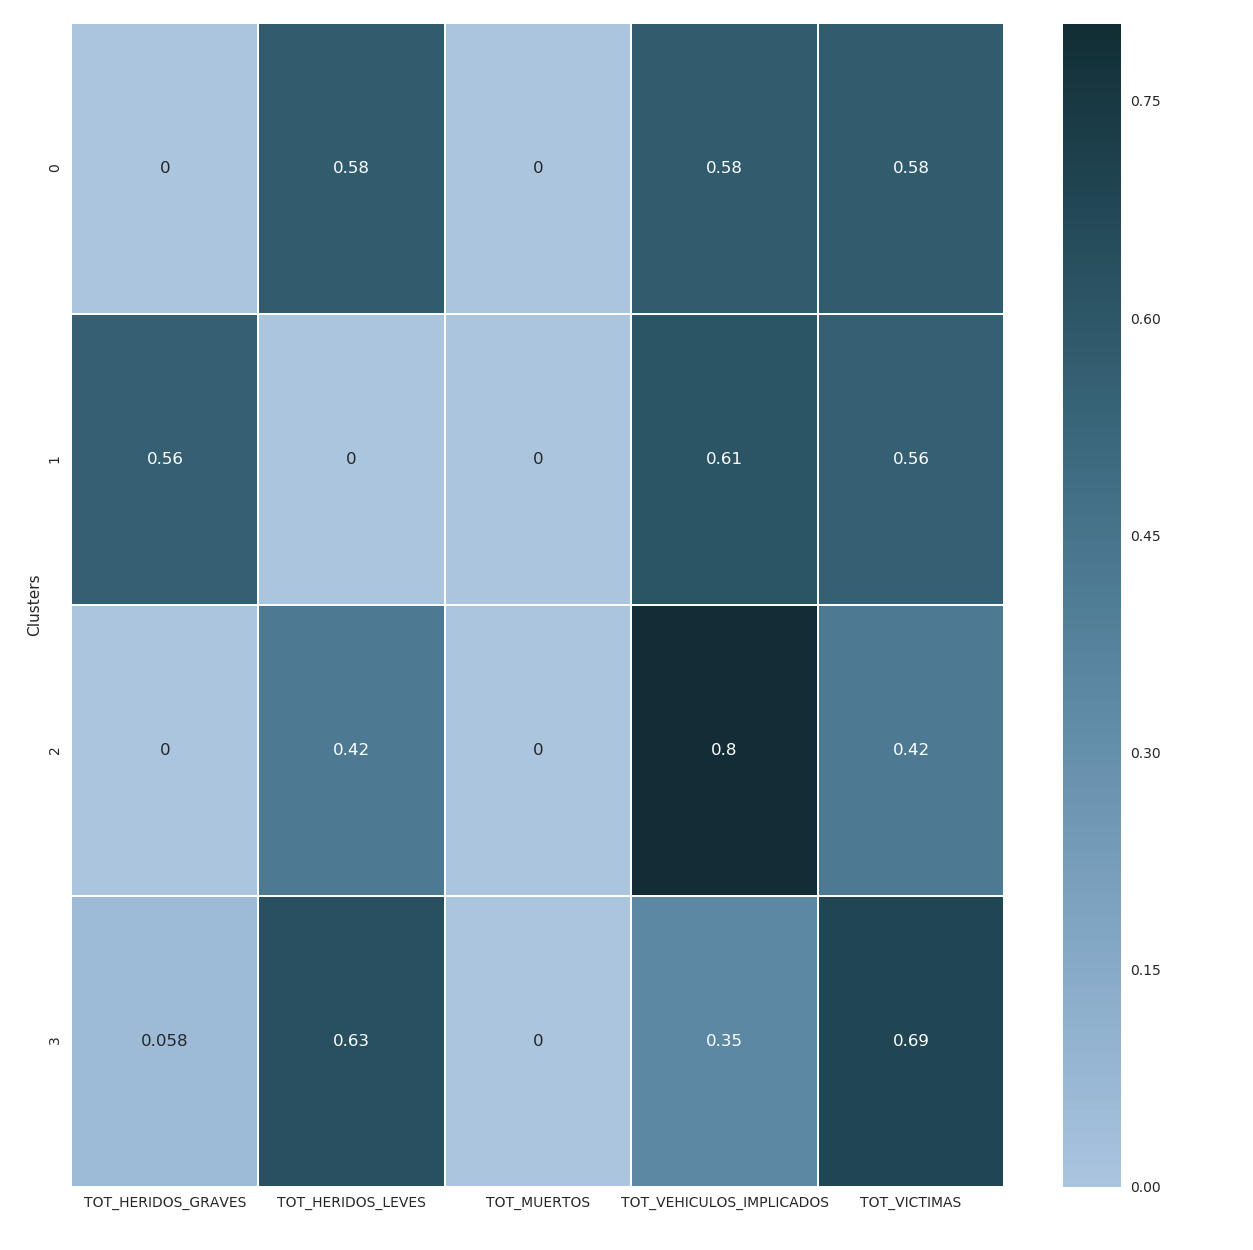 0 0.58 0 0.58 0.58
0
1 0.56 0 0 0.61 0.56
Clusters
2 0 0.42 0 0.8 0.42
3 0.058 0.63 0 0.35 0.69
TOT_HERIDOS_GRAVES TOT_HERIDOS_LEVES TOT_MUERTOS TOT_VEHICULOS_IMPLICADOS TOT_VICTIMAS
0.75
0.60
0.45
0.30
0.15
0.00